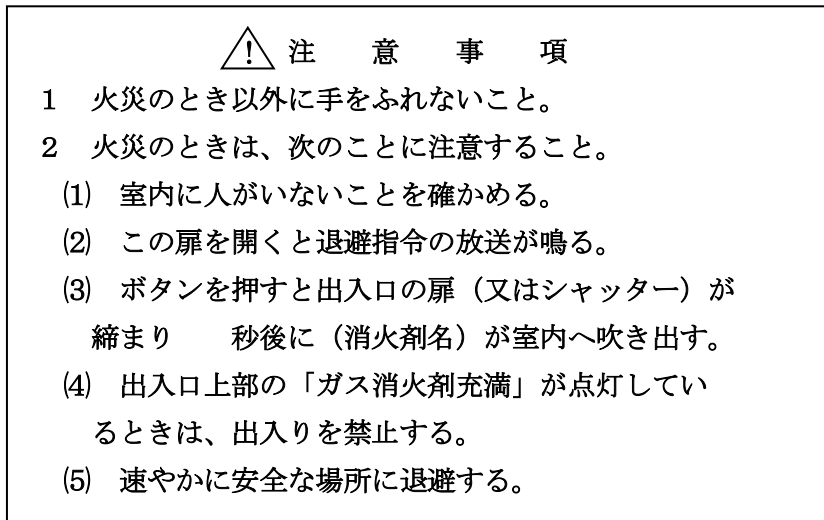 注　意　事　項
1　火災のとき以外に手をふれないこと。
2　火災のときは、次のことに注意すること。
⑴　室内に人がいないことを確かめる。
⑵　この扉を開くと退避指令の放送が鳴る。
⑶　ボタンを押すと出入口の扉（又はシャッター）が
締まり　　秒後に（消火剤名）が室内へ吹き出す。
⑷　出入口上部の「ガス消火剤充満」が点灯してい
るときは、出入りを禁止する。
⑸　速やかに安全な場所に退避する。